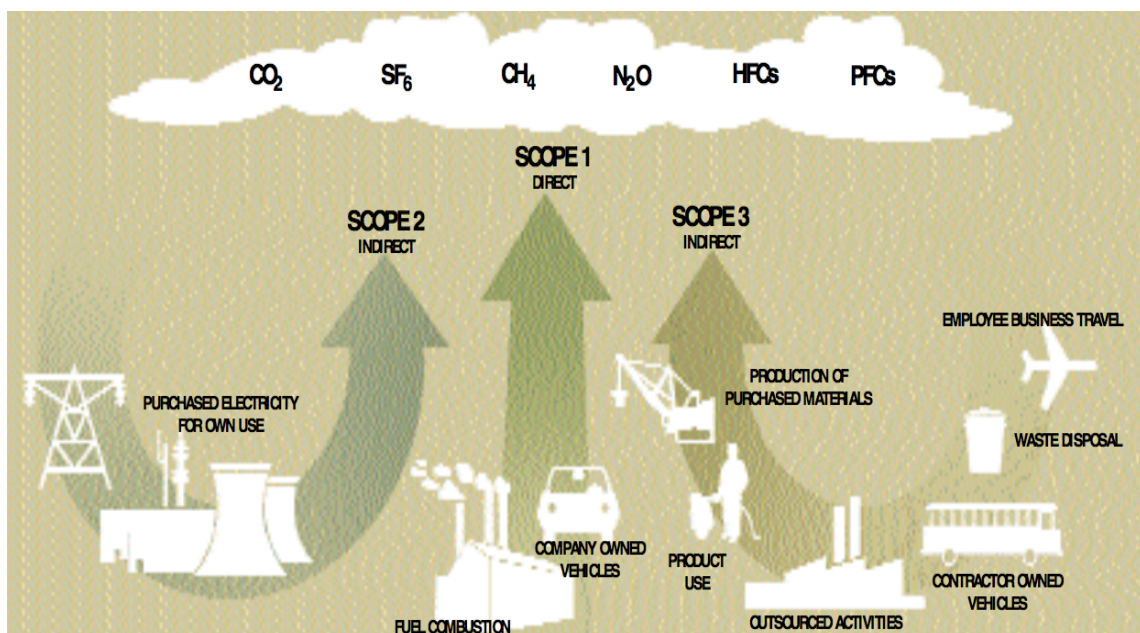 CO₂ SF₆ CH₄ N₂O HFCs PFCs
SCOPE 1
DIRECT
SCOPE 2
INDIRECT
SCOPE 3
INDIRECT
PURCHASED ELECTRICITY
FOR OWN USE
FUEL COMBUSTION
COMPANY OWNED
VEHICLES
PRODUCTION OF
PURCHASED MATERIALS
PRODUCT
USE
OUTSOURCED ACTIVITIES
EMPLOYEE BUSINESS TRAVEL
WASTE DISPOSAL
CONTRACTOR OWNED
VEHICLES